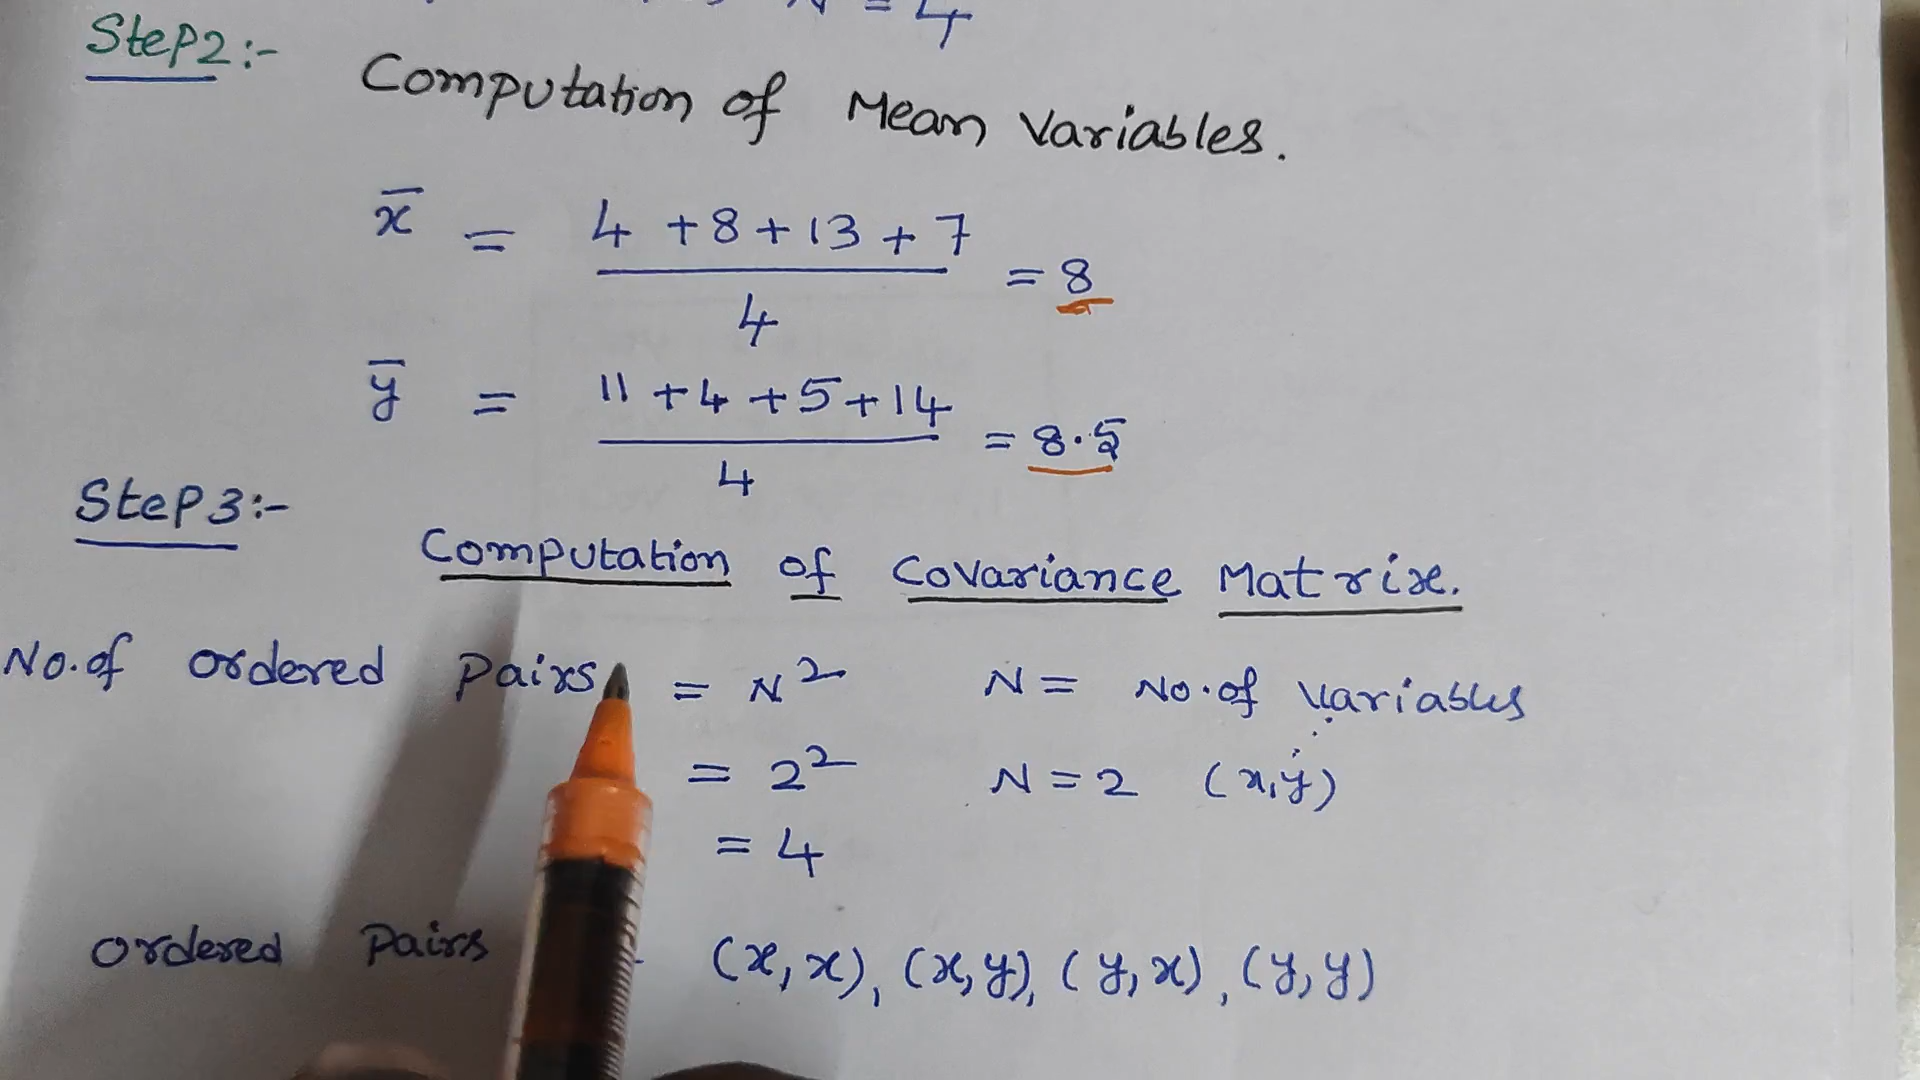 N = 4
Step2:- Computation of Mean Variables.
x̄ = 4 + 8 + 13 + 7 / 4 = 8
ȳ = 11 + 4 + 5 + 14 / 4 = 8.5
Step3:- Computation of Covariance Matrix.
No. of ordered Pairs = N² N = No. of variables
= 2² N = 2 (x,y)
= 4
Ordered Pairs - (x,x), (x,y), (y,x), (y,y)